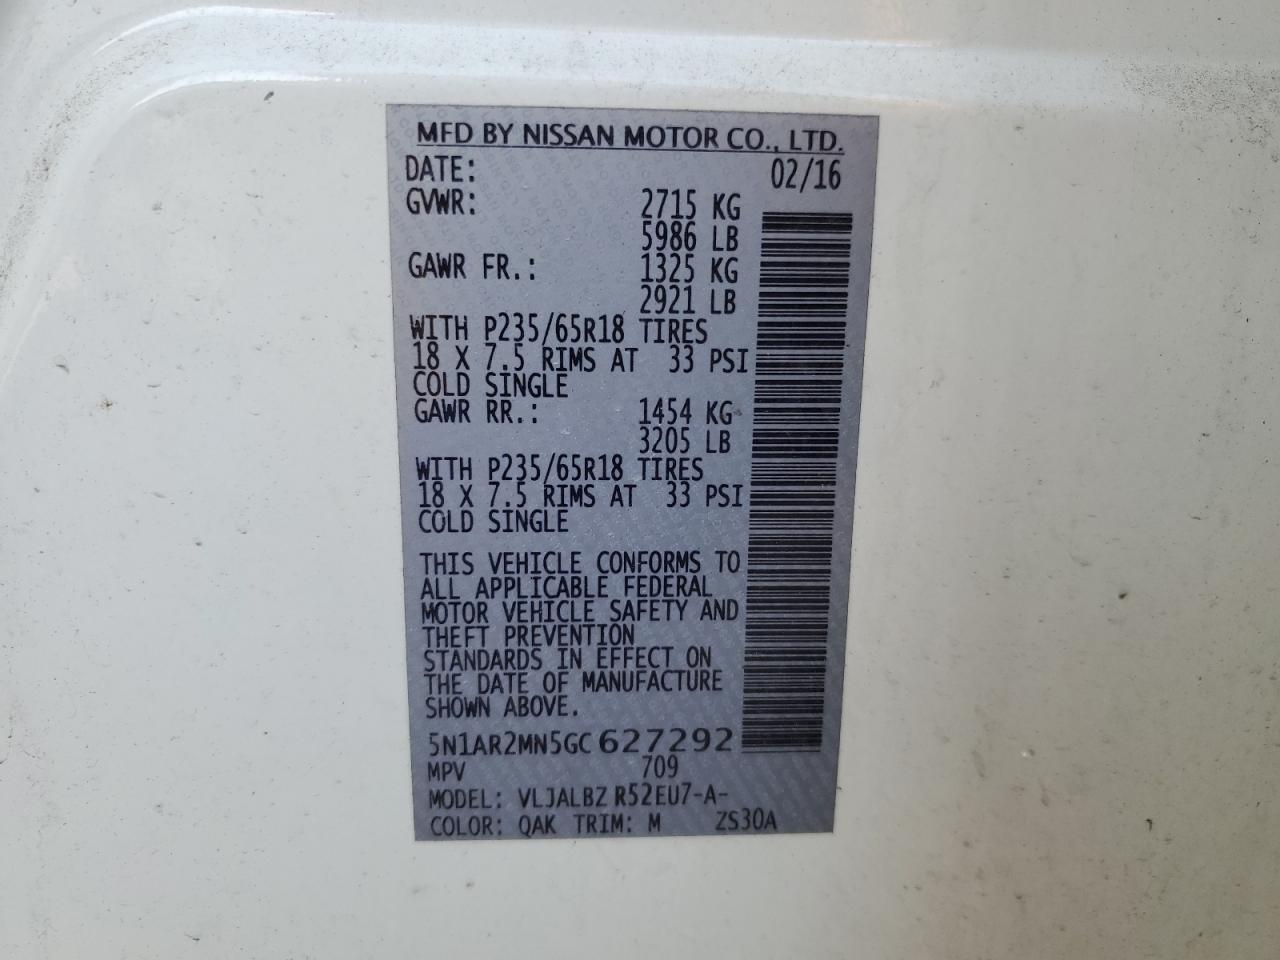 MFD BY NISSAN MOTOR CO., LTD.
DATE: 02/16
GVWR: 2715 KG
5986 LB
GAWR FR.: 1325 KG
2921 LB
WITH P235/65R18 TIRES
18 X 7.5 RIMS AT 33 PSI
COLD SINGLE
GAWR RR.: 1454 KG
3205 LB
WITH P235/65R18 TIRES
18 X 7.5 RIMS AT 33 PSI
COLD SINGLE
THIS VEHICLE CONFORMS TO
ALL APPLICABLE FEDERAL
MOTOR VEHICLE SAFETY AND
THEFT PREVENTION
STANDARDS IN EFFECT ON
THE DATE OF MANUFACTURE
SHOWN ABOVE.
5N1AR2MN5GC627292
MPV 709
MODEL: VLJALBZ R52EU7-A-
COLOR: QAK TRIM: M ZS30A